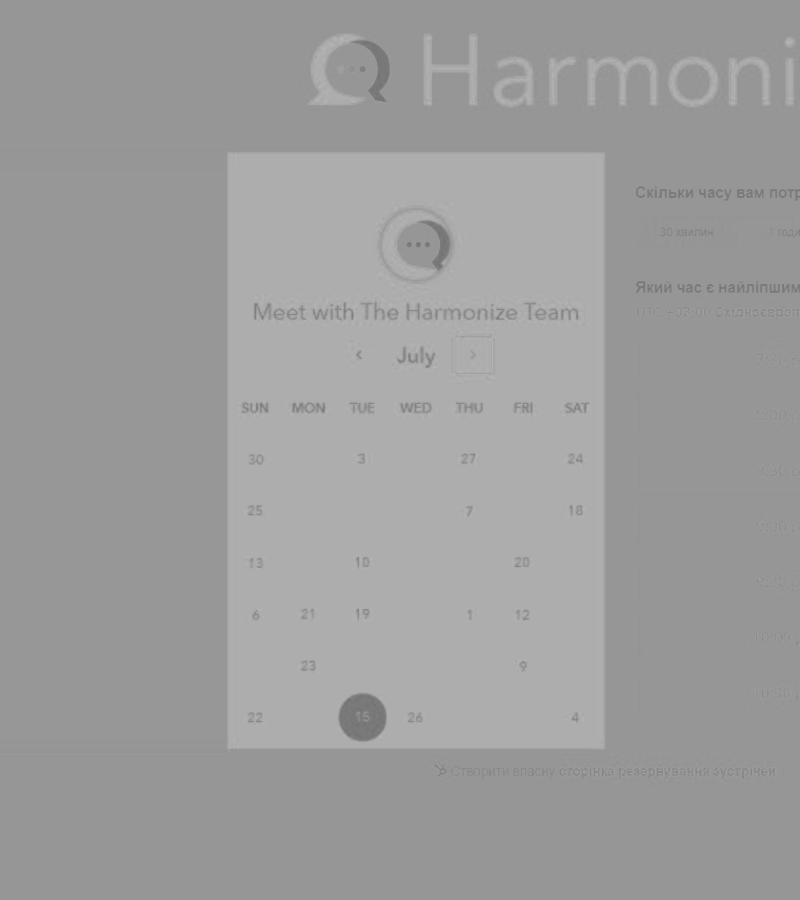 Harmoni
Meet with The Harmonize Team
July
SUN MON TUE WED THU FRI SAT
30 3 27 24
25 7 18
13 10 20
6 21 19 1 12
23 9
22 15 26 4
Скільки часу вам потр
30 хвилин 1 годи
Який час є найліпшим
UTC +03:00 Східноєвроп
Створити власну сторінка резервування зустрічей